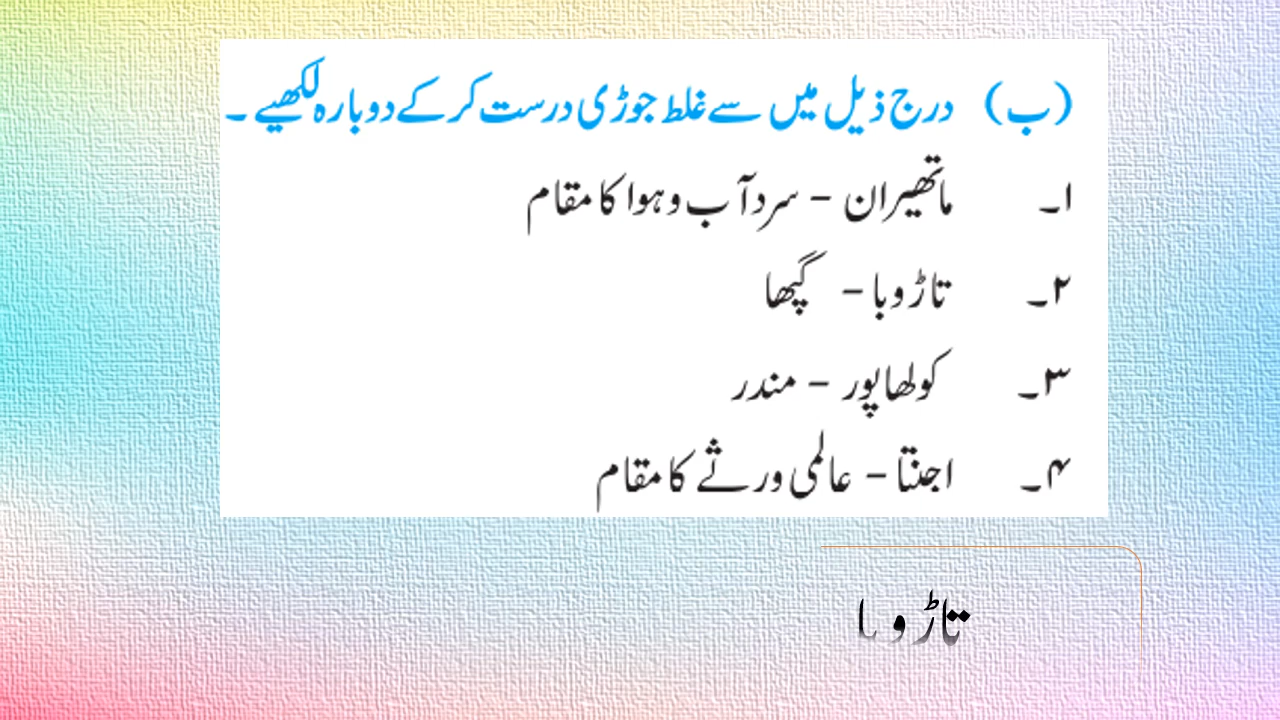 (ب) درج ذیل میں سے غلط جوڑی درست کر کے دوبارہ لکھیے ۔
۱۔ ماتھیران – سرد آب و ہوا کا مقام
۲۔ تاڑوبا – گپھا
۳۔ کولھاپور – مندر
۴۔ اجنتا – عالمی ورثے کا مقام
تاڑوبا